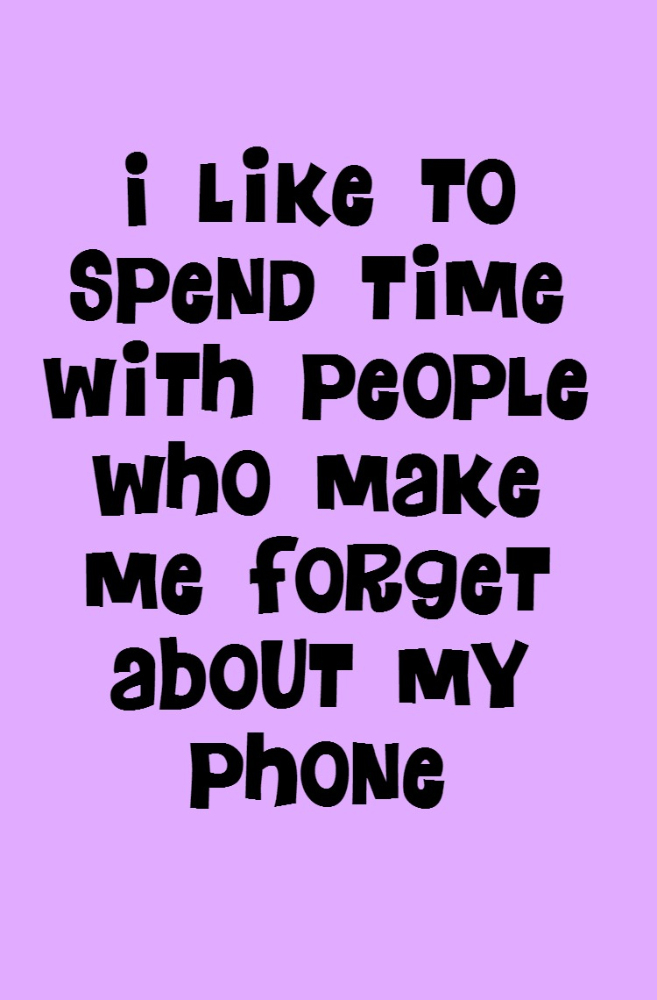 i Like TO
SPeND TiMe
WiTh PeOPLe
Who Make
Me forgeT
abOUT MY
PhONe